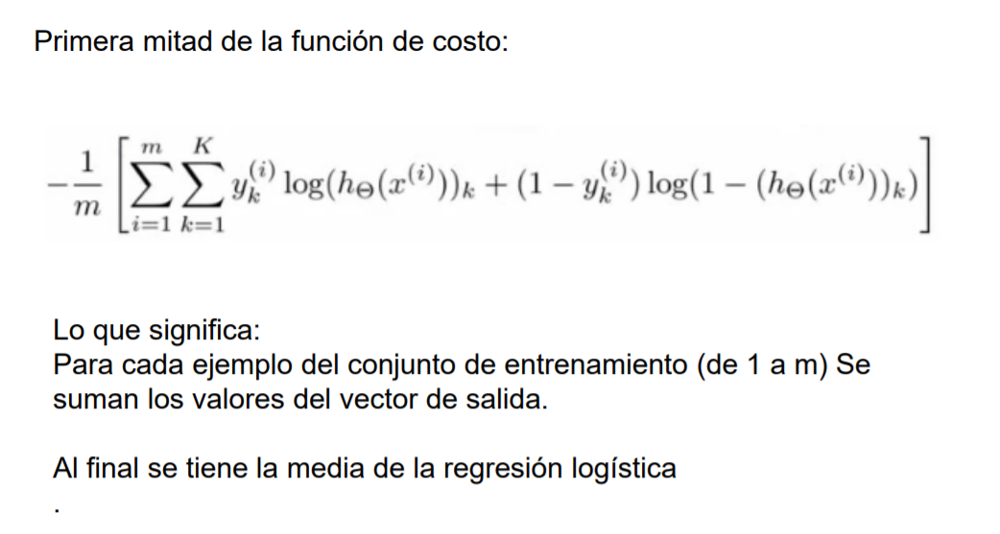 Primera mitad de la función de costo:
$$-\frac{1}{m}\left[\sum_{i=1}^{m}\sum_{k=1}^{K} y_k^{(i)} \log(h_\Theta(x^{(i)}))_k + (1 - y_k^{(i)}) \log(1 - (h_\Theta(x^{(i)}))_k)\right]$$
Lo que significa:
Para cada ejemplo del conjunto de entrenamiento (de 1 a m) Se
suman los valores del vector de salida.
Al final se tiene la media de la regresión logística
.